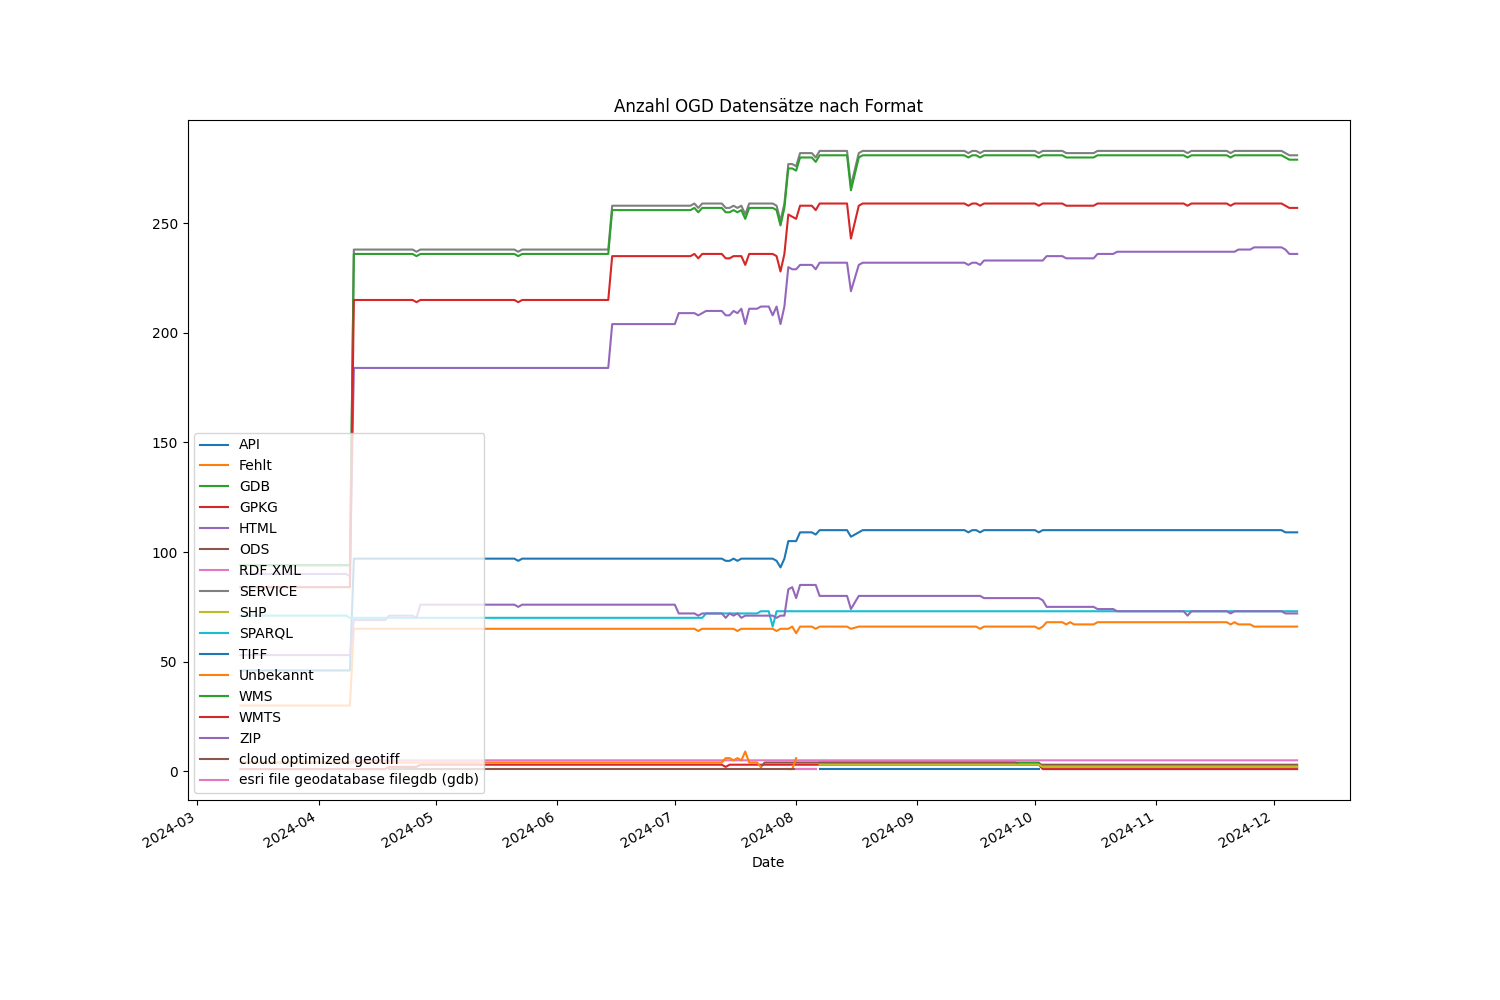 Anzahl OGD Datensätze nach Format
250
200
150
100
50
0
API
Fehlt
GDB
GPKG
HTML
ODS
RDF XML
SERVICE
SHP
SPARQL
TIFF
Unbekannt
WMS
WMTS
ZIP
cloud optimized geotiff
esri file geodatabase filegdb (gdb)
2024-03
2024-04
2024-05
2024-06
2024-07
2024-08
2024-09
2024-10
2024-11
2024-12
Date